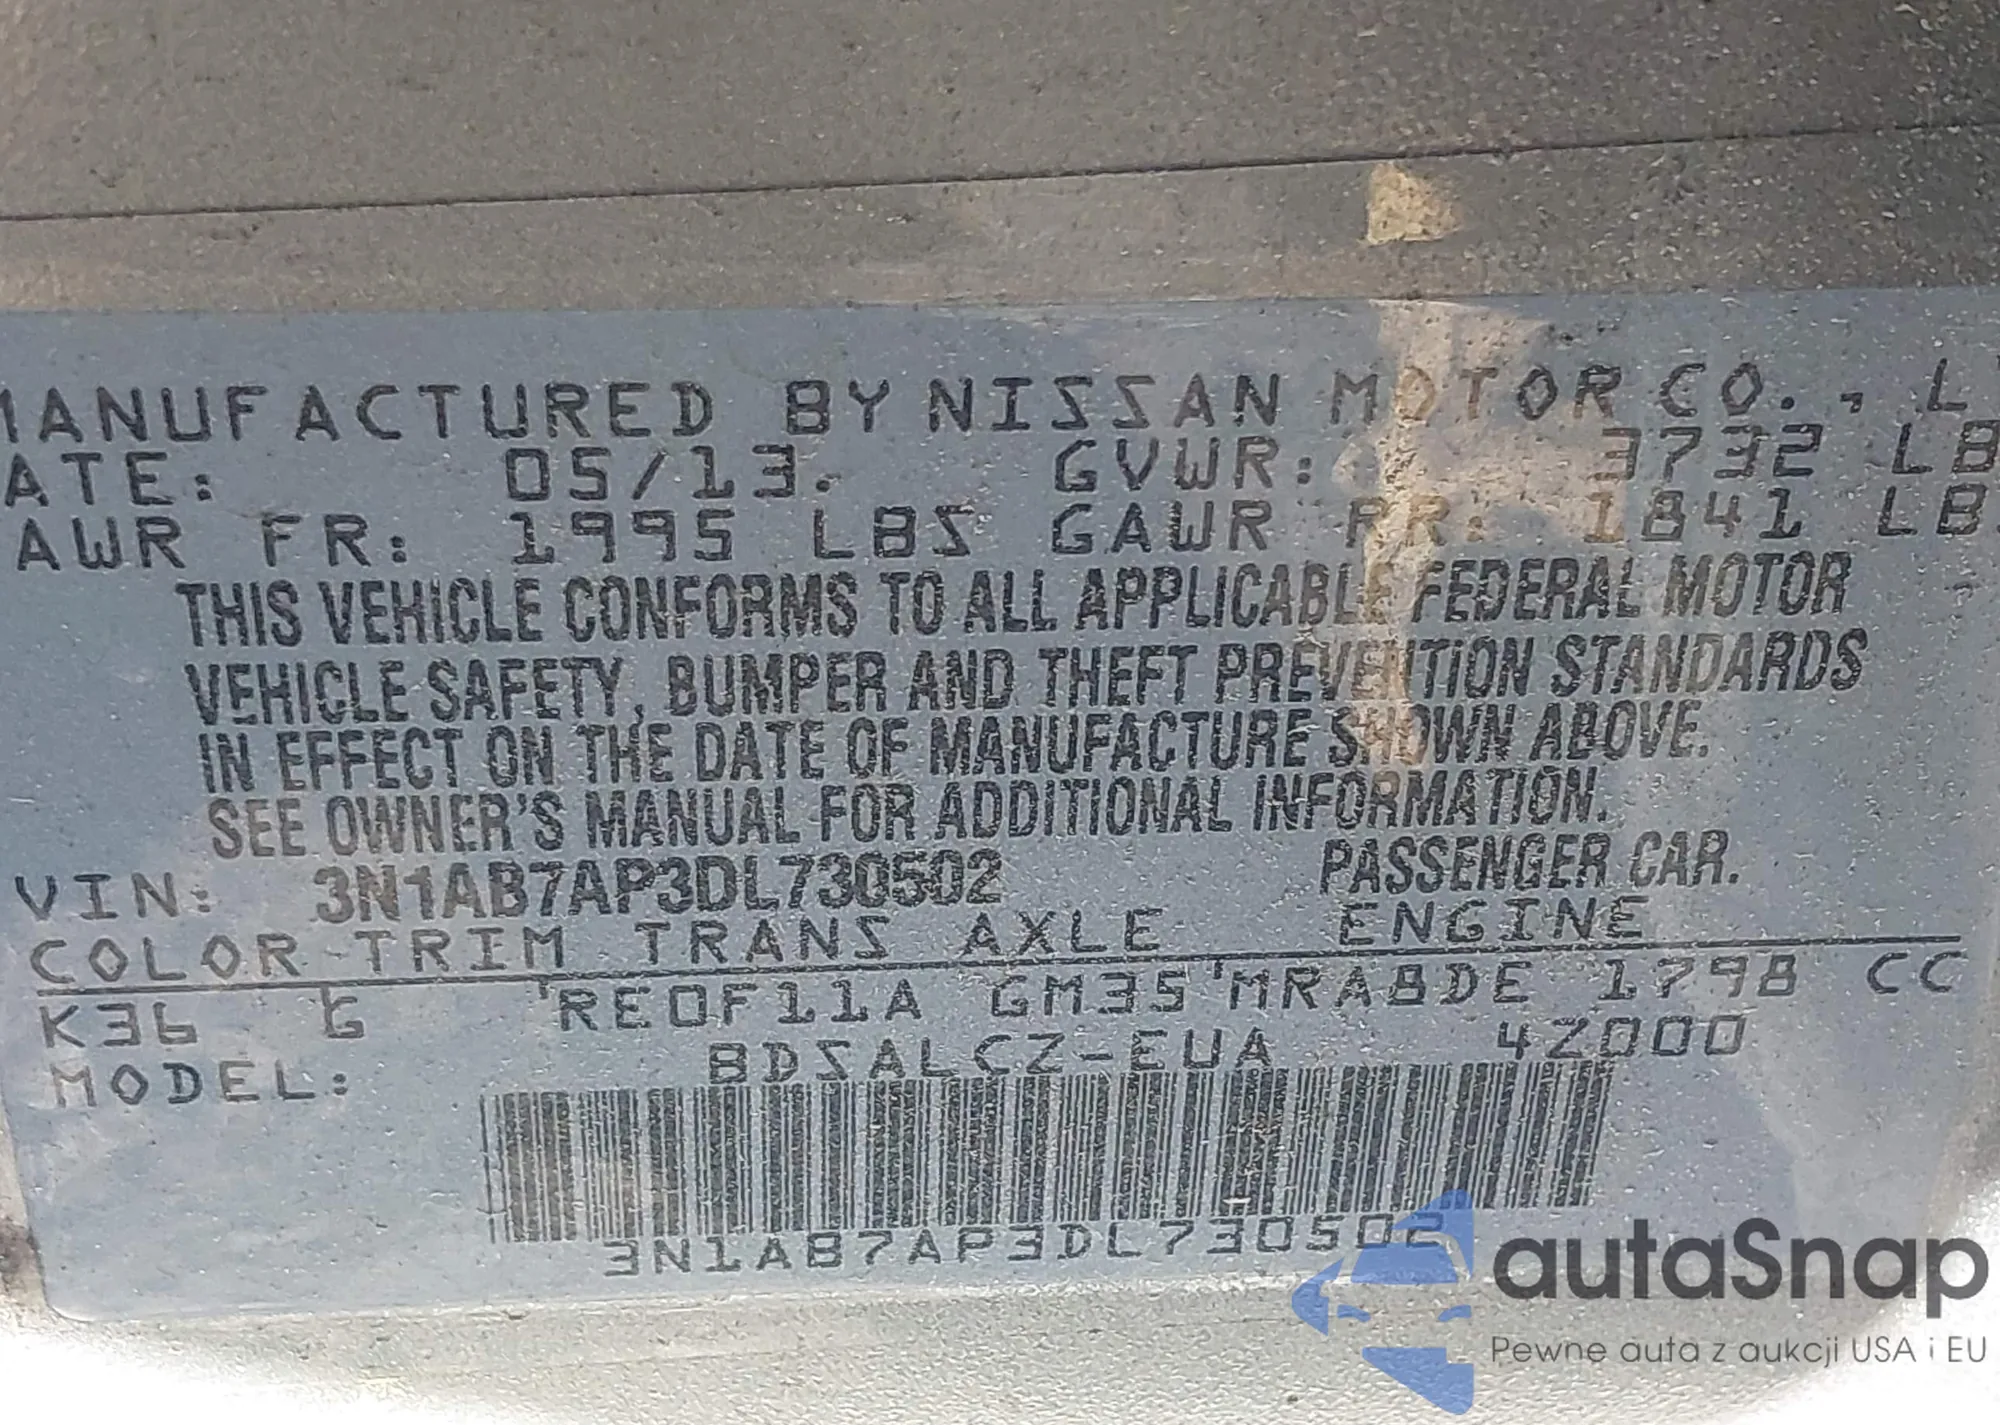 MANUFACTURED BY NISSAN MOTOR CO., L
ATE: 05/13. GVWR: 3732 LB
AWR FR: 1995 LBS GAWR RR: 1841 LB
THIS VEHICLE CONFORMS TO ALL APPLICABLE FEDERAL MOTOR
VEHICLE SAFETY, BUMPER AND THEFT PREVENTION STANDARDS
IN EFFECT ON THE DATE OF MANUFACTURE SHOWN ABOVE.
SEE OWNER'S MANUAL FOR ADDITIONAL INFORMATION.
VIN: 3N1AB7AP3DL730502 PASSENGER CAR.
COLOR TRIM TRANS AXLE ENGINE
K36 G RE0F11A GM35 MRA8DE 1798 CC
MODEL: BDSALCZ-EUA 4Z000
3N1AB7AP3DL730502
autaSnap
Pewne auta z aukcji USA i EU